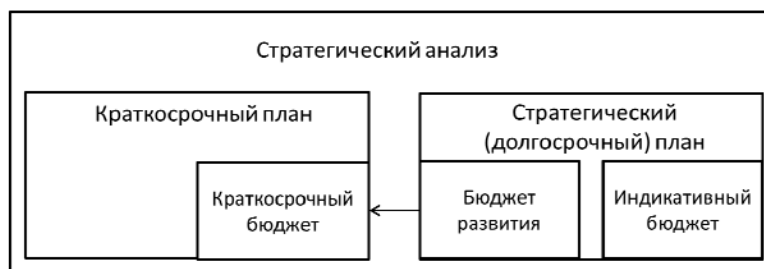 Стратегический анализ
Краткосрочный план
Стратегический
(долгосрочный) план
Краткосрочный
бюджет
Бюджет
развития
Индикативный
бюджет